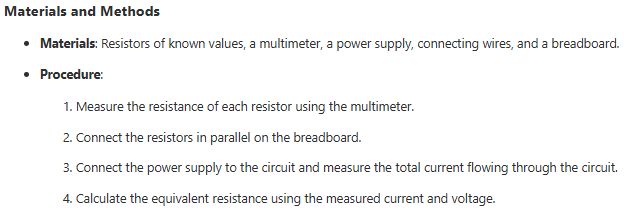 Materials and Methods
• Materials: Resistors of known values, a multimeter, a power supply, connecting wires, and a breadboard.
• Procedure:
1. Measure the resistance of each resistor using the multimeter.
2. Connect the resistors in parallel on the breadboard.
3. Connect the power supply to the circuit and measure the total current flowing through the circuit.
4. Calculate the equivalent resistance using the measured current and voltage.